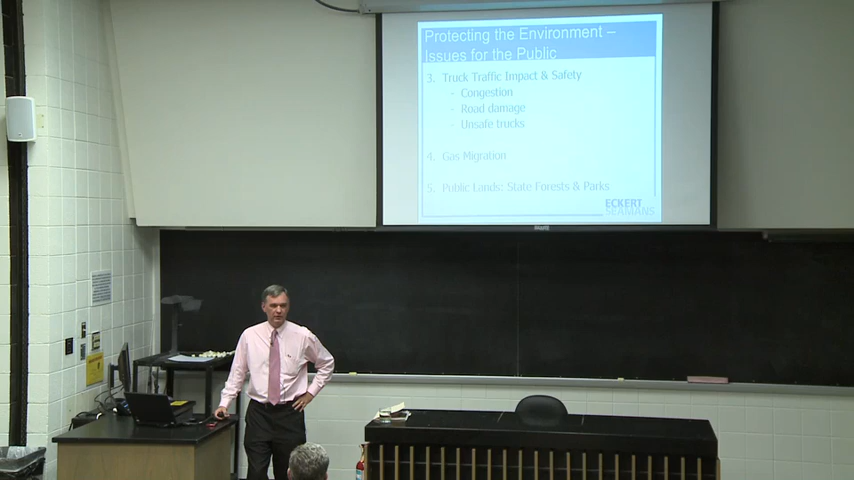 Protecting the Environment –
Issues for the Public
3. Truck Traffic Impact & Safety
- Congestion
- Road damage
- Unsafe trucks
4. Gas Migration
5. Public Lands: State Forests & Parks
ECKERT
SEAMANS